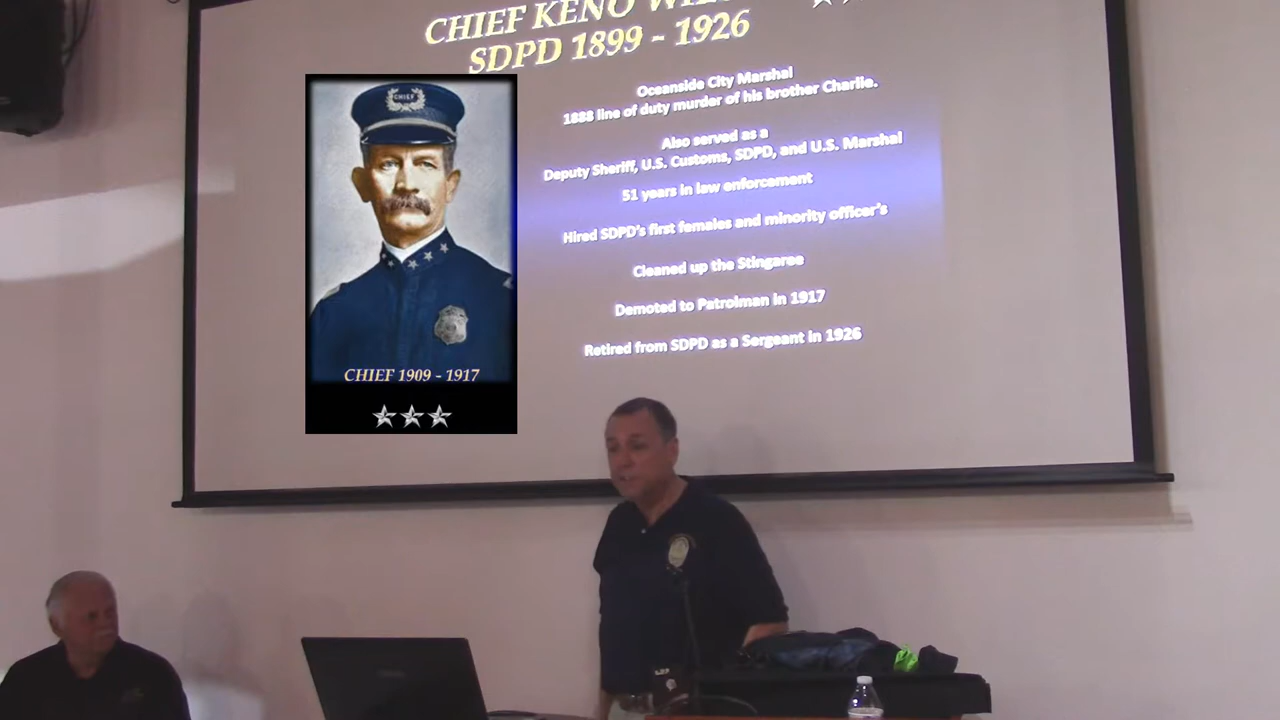 CHIEF KENO
SDPD 1899 - 1926
Oceanside City Marshal
1888 line of duty murder of his brother Charlie.
Also served as a
Deputy Sheriff, U.S. Customs, SDPD, and U.S. Marshal
51 years in law enforcement
Hired SDPD's first females and minority officer's
Cleaned up the Stingaree
Demoted to Patrolman in 1917
Retired from SDPD as a Sergeant in 1926
CHIEF
CHIEF 1909 - 1917